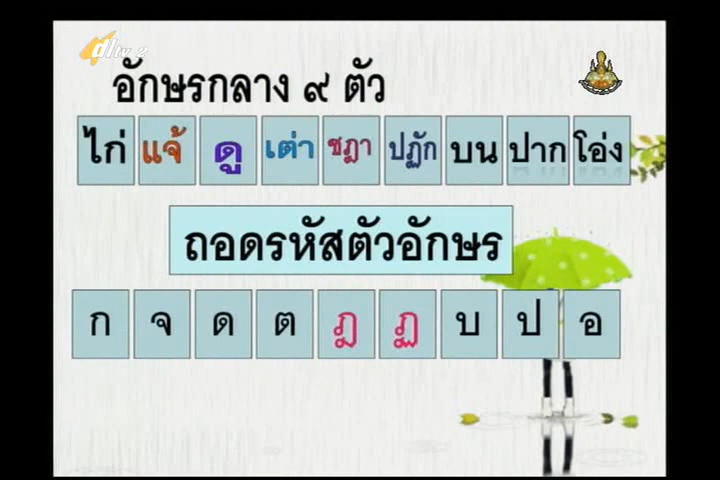 dltv 2
อักษรกลาง ๙ ตัว
ไก่ แจ้ ดู เต่า ชฎา ปฏัก บน ปาก โอ่ง
ถอดรหัสตัวอักษร
ก จ ด ต ฎ ฏ บ ป อ